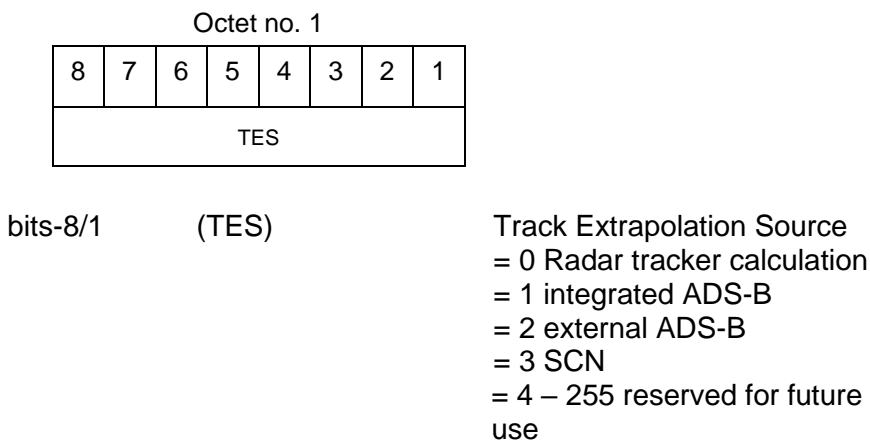 Octet no. 1
8 7 6 5 4 3 2 1
TES
bits-8/1 (TES) Track Extrapolation Source
= 0 Radar tracker calculation
= 1 integrated ADS-B
= 2 external ADS-B
= 3 SCN
= 4 – 255 reserved for future
use